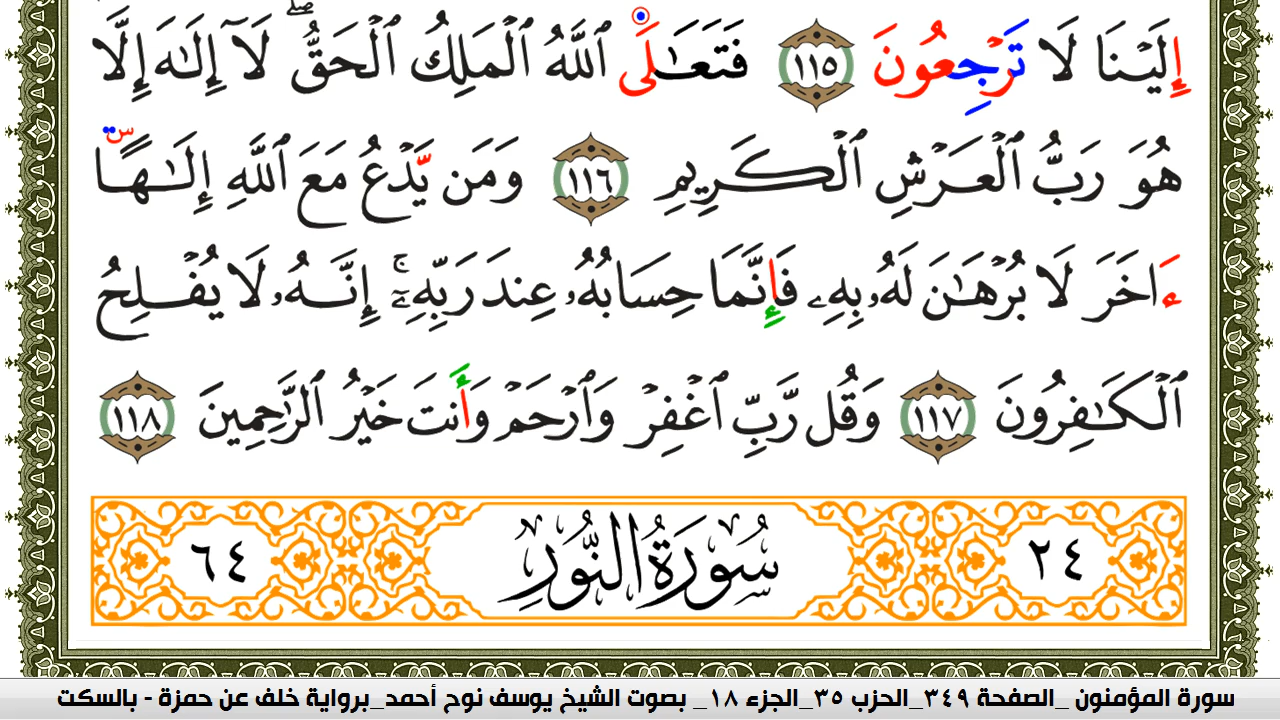 إِلَيْنَا لَا تَرْجِعُونَ ١١٥ فَتَعَـٰلَى ٱللَّهُ ٱلْمَلِكُ ٱلْحَقُّ ۖ لَآ إِلَـٰهَ إِلَّا
هُوَ رَبُّ ٱلْعَرْشِ ٱلْكَرِيمِ ١١٦ وَمَن يَّدْعُ مَعَ ٱللَّهِ إِلَـٰهًا س
ءَاخَرَ لَا بُرْهَـٰنَ لَهُۥ بِهِۦ فَإِنَّمَا حِسَابُهُۥ عِندَ رَبِّهِۦٓ ۚ إِنَّهُۥ لَا يُفْلِحُ
ٱلْكَـٰفِرُونَ ١١٧ وَقُل رَّبِّ ٱغْفِرْ وَٱرْحَمْ وَأَنتَ خَيْرُ ٱلرَّٰحِمِينَ ١١٨
٢٤ سُورَةُ النُّورِ ٦٤
سورة المؤمنون _الصفحة ٣٤٩_الحزب ٣٥_الجزء ١٨_ بصوت الشيخ يوسف نوح أحمد_برواية خلف عن حمزة - بالسكت